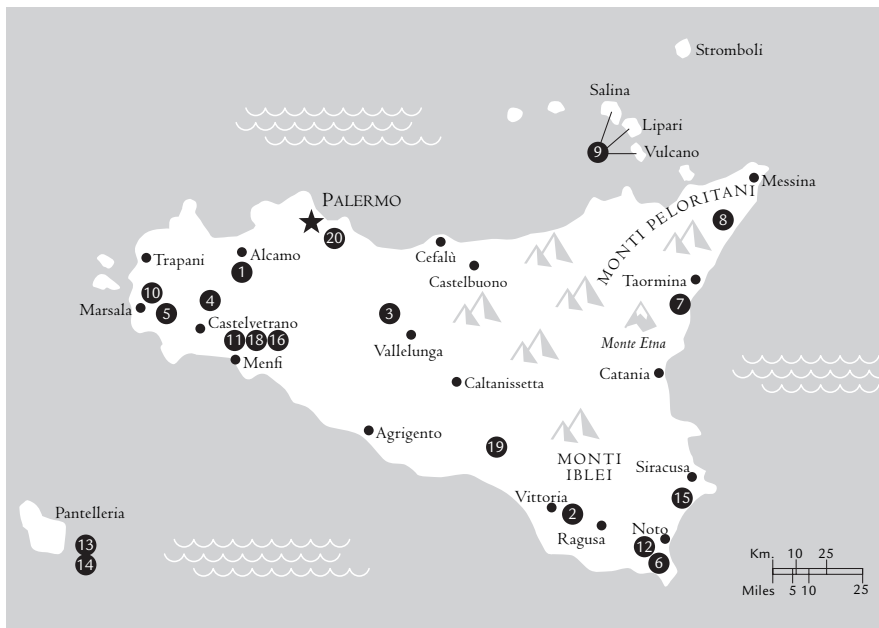 Stromboli
Salina
Lipari
9 Vulcano
Messina
MONTI PELORITANI
8
PALERMO
20
Cefalù
Castelbuono
Trapani
Alcamo
1
Taormina
7
10
Marsala
5
4
3
Castelvetrano
11 18 16
Menfi
Vallelunga
Monte Etna
Catania
Caltanissetta
Agrigento
19
MONTI
IBLEI
Siracusa
15
Vittoria
2
Ragusa
Noto
12
6
Pantelleria
13
14
Km. 10 25
Miles 5 10 25